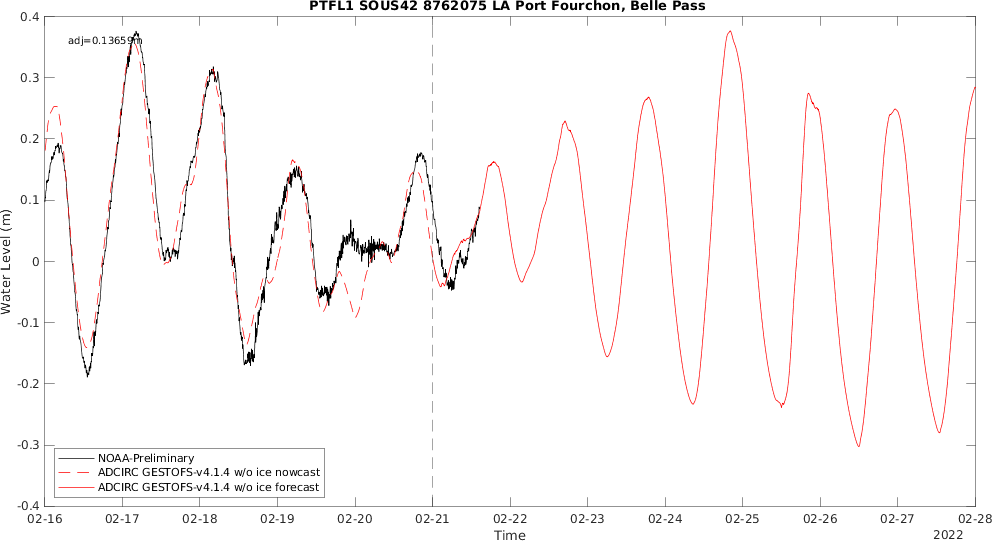 PTFL1 SOUS42 8762075 LA Port Fourchon, Belle Pass
adj=0.13659m
0.4
0.3
0.2
0.1
0
-0.1
-0.2
-0.3
-0.4
Water Level (m)
NOAA-Preliminary
ADCIRC GESTOFS-v4.1.4 w/o ice nowcast
ADCIRC GESTOFS-v4.1.4 w/o ice forecast
02-16 02-17 02-18 02-19 02-20 02-21 02-22 02-23 02-24 02-25 02-26 02-27 02-28
Time
2022